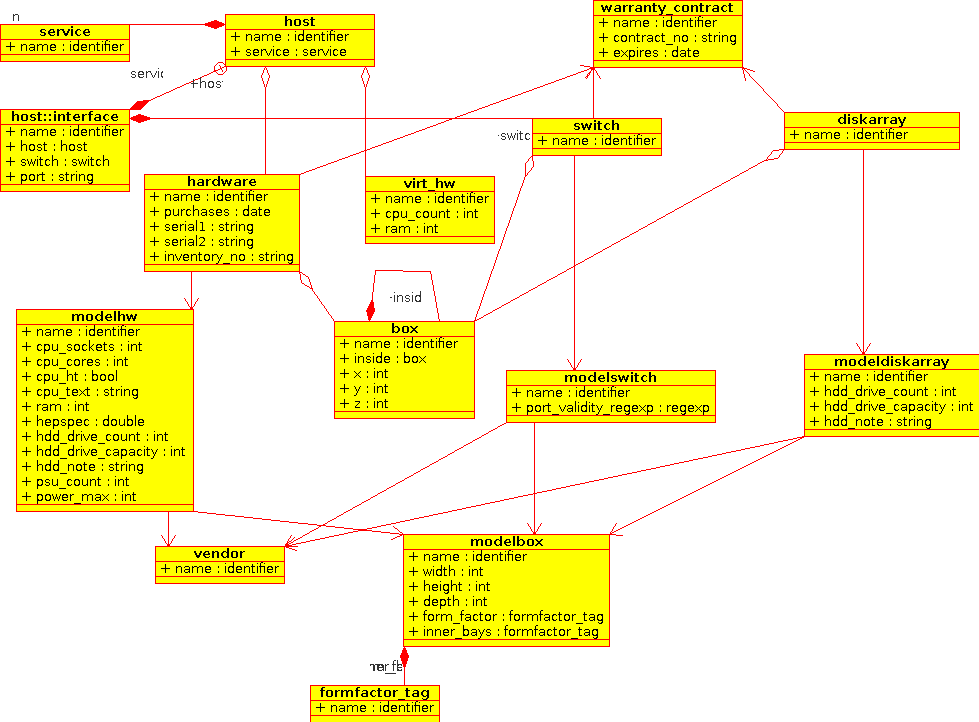 n
service
+ name : identifier
host
+ name : identifier
+ service : service
warranty_contract
+ name : identifier
+ contract_no : string
+ expires : date
servic
+hos
host::interface
+ name : identifier
+ host : host
+ switch : switch
+ port : string
-switc
switch
+ name : identifier
diskarray
+ name : identifier
hardware
+ name : identifier
+ purchases : date
+ serial1 : string
+ serial2 : string
+ inventory_no : string
virt_hw
+ name : identifier
+ cpu_count : int
+ ram : int
-insid
box
+ name : identifier
+ inside : box
+ x : int
+ y : int
+ z : int
modelhw
+ name : identifier
+ cpu_sockets : int
+ cpu_cores : int
+ cpu_ht : bool
+ cpu_text : string
+ ram : int
+ hepspec : double
+ hdd_drive_count : int
+ hdd_drive_capacity : int
+ hdd_note : string
+ psu_count : int
+ power_max : int
modelswitch
+ name : identifier
+ port_validity_regexp : regexp
modeldiskarray
+ name : identifier
+ hdd_drive_count : int
+ hdd_drive_capacity : int
+ hdd_note : string
vendor
+ name : identifier
modelbox
+ name : identifier
+ width : int
+ height : int
+ depth : int
+ form_factor : formfactor_tag
+ inner_bays : formfactor_tag
formfactor_tag
+ name : identifier